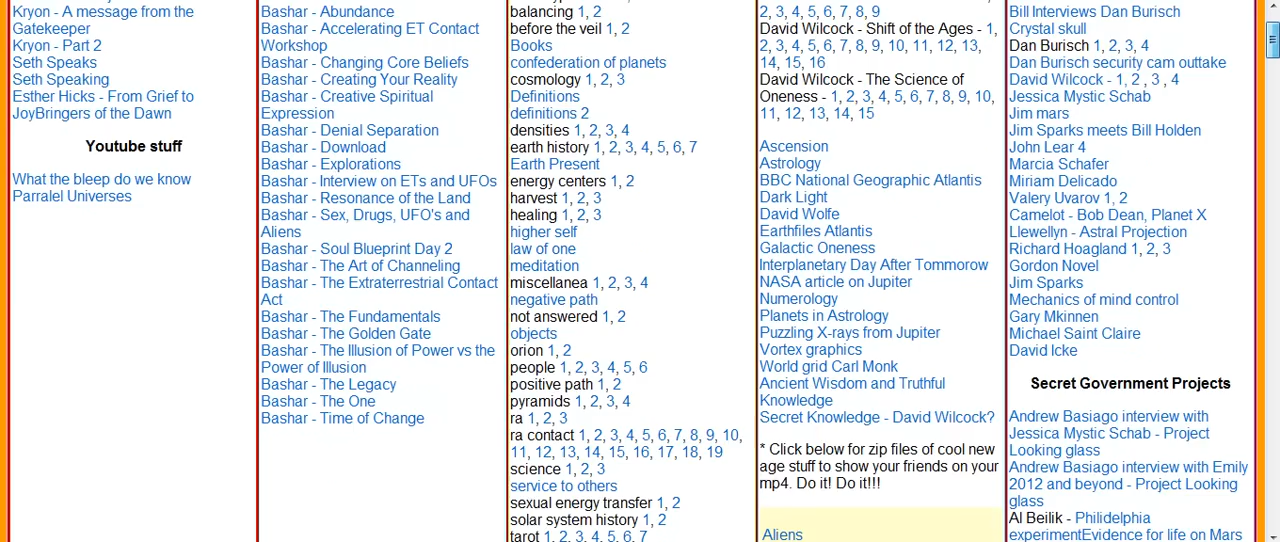 Kryon - A message from the
Gatekeeper
Kryon - Part 2
Seth Speaks
Seth Speaking
Esther Hicks - From Grief to
JoyBringers of the Dawn
Youtube stuff
What the bleep do we know
Parralel Universes
Bashar - Abundance
Bashar - Accelerating ET Contact
Workshop
Bashar - Changing Core Beliefs
Bashar - Creating Your Reality
Bashar - Creative Spiritual
Expression
Bashar - Denial Separation
Bashar - Download
Bashar - Explorations
Bashar - Interview on ETs and UFOs
Bashar - Resonance of the Land
Bashar - Sex, Drugs, UFO's and
Aliens
Bashar - Soul Blueprint Day 2
Bashar - The Art of Channeling
Bashar - The Extraterrestrial Contact
Act
Bashar - The Fundamentals
Bashar - The Golden Gate
Bashar - The Illusion of Power vs the
Power of Illusion
Bashar - The Legacy
Bashar - The One
Bashar - Time of Change
balancing 1, 2
before the veil 1, 2
Books
confederation of planets
cosmology 1, 2, 3
Definitions
definitions 2
densities 1, 2, 3, 4
earth history 1, 2, 3, 4, 5, 6, 7
Earth Present
energy centers 1, 2
harvest 1, 2, 3
healing 1, 2, 3
higher self
law of one
meditation
miscellanea 1, 2, 3, 4
negative path
not answered 1, 2
objects
orion 1, 2
people 1, 2, 3, 4, 5, 6
positive path 1, 2
pyramids 1, 2, 3, 4
ra 1, 2, 3
ra contact 1, 2, 3, 4, 5, 6, 7, 8, 9, 10,
11, 12, 13, 14, 15, 16, 17, 18, 19
science 1, 2, 3
service to others
sexual energy transfer 1, 2
solar system history 1, 2
tarot 1, 2, 3, 4, 5, 6, 7
2, 3, 4, 5, 6, 7, 8, 9
David Wilcock - Shift of the Ages - 1,
2, 3, 4, 5, 6, 7, 8, 9, 10, 11, 12, 13,
14, 15, 16
David Wilcock - The Science of
Oneness - 1, 2, 3, 4, 5, 6, 7, 8, 9, 10,
11, 12, 13, 14, 15
Ascension
Astrology
BBC National Geographic Atlantis
Dark Light
David Wolfe
Earthfiles Atlantis
Galactic Oneness
Interplanetary Day After Tommorow
NASA article on Jupiter
Numerology
Planets in Astrology
Puzzling X-rays from Jupiter
Vortex graphics
World grid Carl Monk
Ancient Wisdom and Truthful
Knowledge
Secret Knowledge - David Wilcock?
* Click below for zip files of cool new
age stuff to show your friends on your
mp4. Do it! Do it!!!
Aliens
Bill Interviews Dan Burisch
Crystal skull
Dan Burisch 1, 2, 3, 4
Dan Burisch security cam outtake
David Wilcock - 1, 2 , 3 , 4
Jessica Mystic Schab
Jim mars
Jim Sparks meets Bill Holden
John Lear 4
Marcia Schafer
Miriam Delicado
Valery Uvarov 1, 2
Camelot - Bob Dean, Planet X
Llewellyn - Astral Projection
Richard Hoagland 1, 2, 3
Gordon Novel
Jim Sparks
Mechanics of mind control
Gary Mkinnen
Michael Saint Claire
David Icke
Secret Government Projects
Andrew Basiago interview with
Jessica Mystic Schab - Project
Looking glass
Andrew Basiago interview with Emily
2012 and beyond - Project Looking
glass
Al Beilik - Philidelphia
experimentEvidence for life on Mars